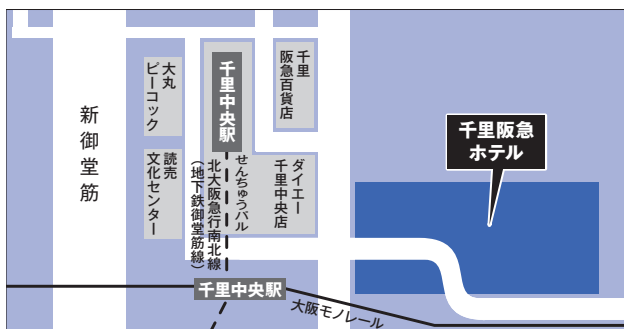 新御堂筋
大丸
ピーコック
読売
文化センター
千里中央駅
千里
阪急百貨店
せんちゅうパル
北大阪急行南北線
(地下鉄御堂筋線)
ダイエー
千里中央店
千里阪急
ホテル
千里中央駅
大阪モノレール